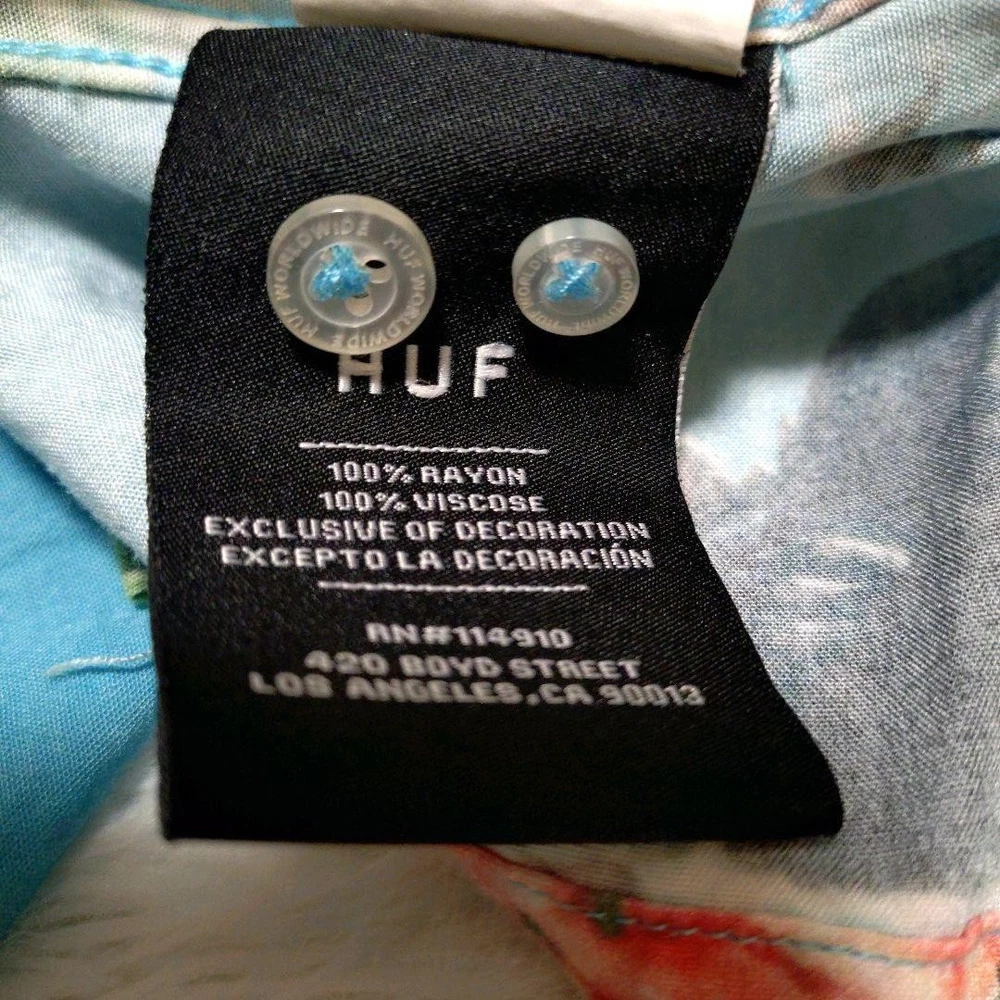 HUF WORLDWIDE HUF WORLDWIDE
HUF WORLDWIDE HUF WORLDWIDE
HUF
100% RAYON
100% VISCOSE
EXCLUSIVE OF DECORATION
EXCEPTO LA DECORACIÓN
RN#114910
420 BOYD STREET
LOS ANGELES, CA 90013